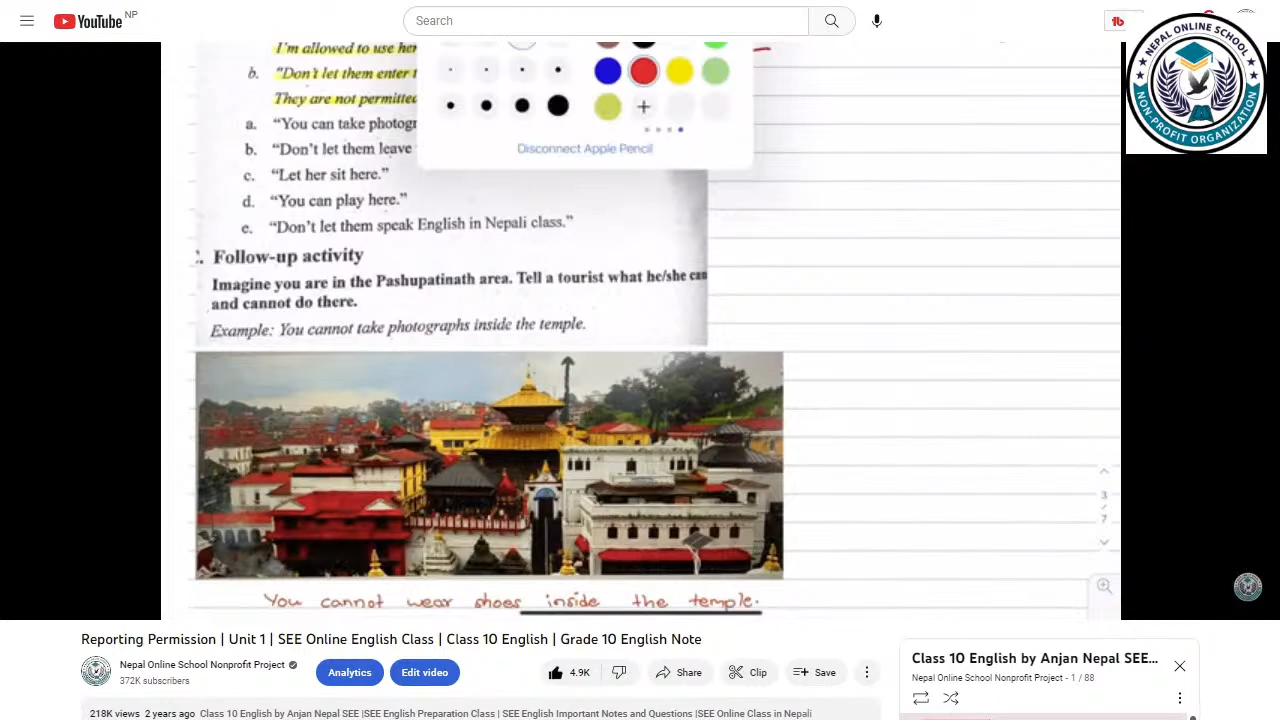 YouTube NP
Search
NEPAL ONLINE SCHOOL
NON-PROFIT ORGANIZATION
I'm allowed to use her
b. "Don't let them enter
They are not permitted
a. "You can take photogr
b. "Don't let them leave
c. "Let her sit here."
d. "You can play here."
e. "Don't let them speak English in Nepali class."
Disconnect Apple Pencil
Follow-up activity
Imagine you are in the Pashupatinath area. Tell a tourist what he/she can
and cannot do there.
Example: You cannot take photographs inside the temple.
3
/
7
You cannot wear shoes inside the temple.
Reporting Permission | Unit 1 | SEE Online English Class | Class 10 English | Grade 10 English Note
Nepal Online School Nonprofit Project
372K subscribers
Analytics
Edit video
4.9K
Share
Clip
Save
218K views 2 years ago Class 10 English by Anjan Nepal SEE |SEE English Preparation Class | SEE English Important Notes and Questions |SEE Online Class in Nepali
Class 10 English by Anjan Nepal SEE...
Nepal Online School Nonprofit Project - 1 / 88